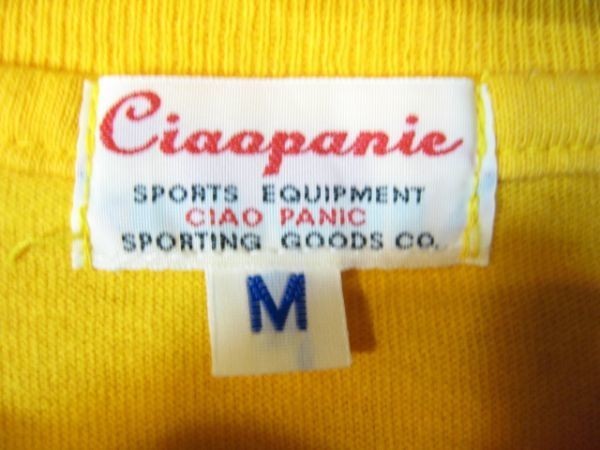 Ciaopanic
SPORTS EQUIPMENT
CIAO PANIC
SPORTING GOODS CO.
M